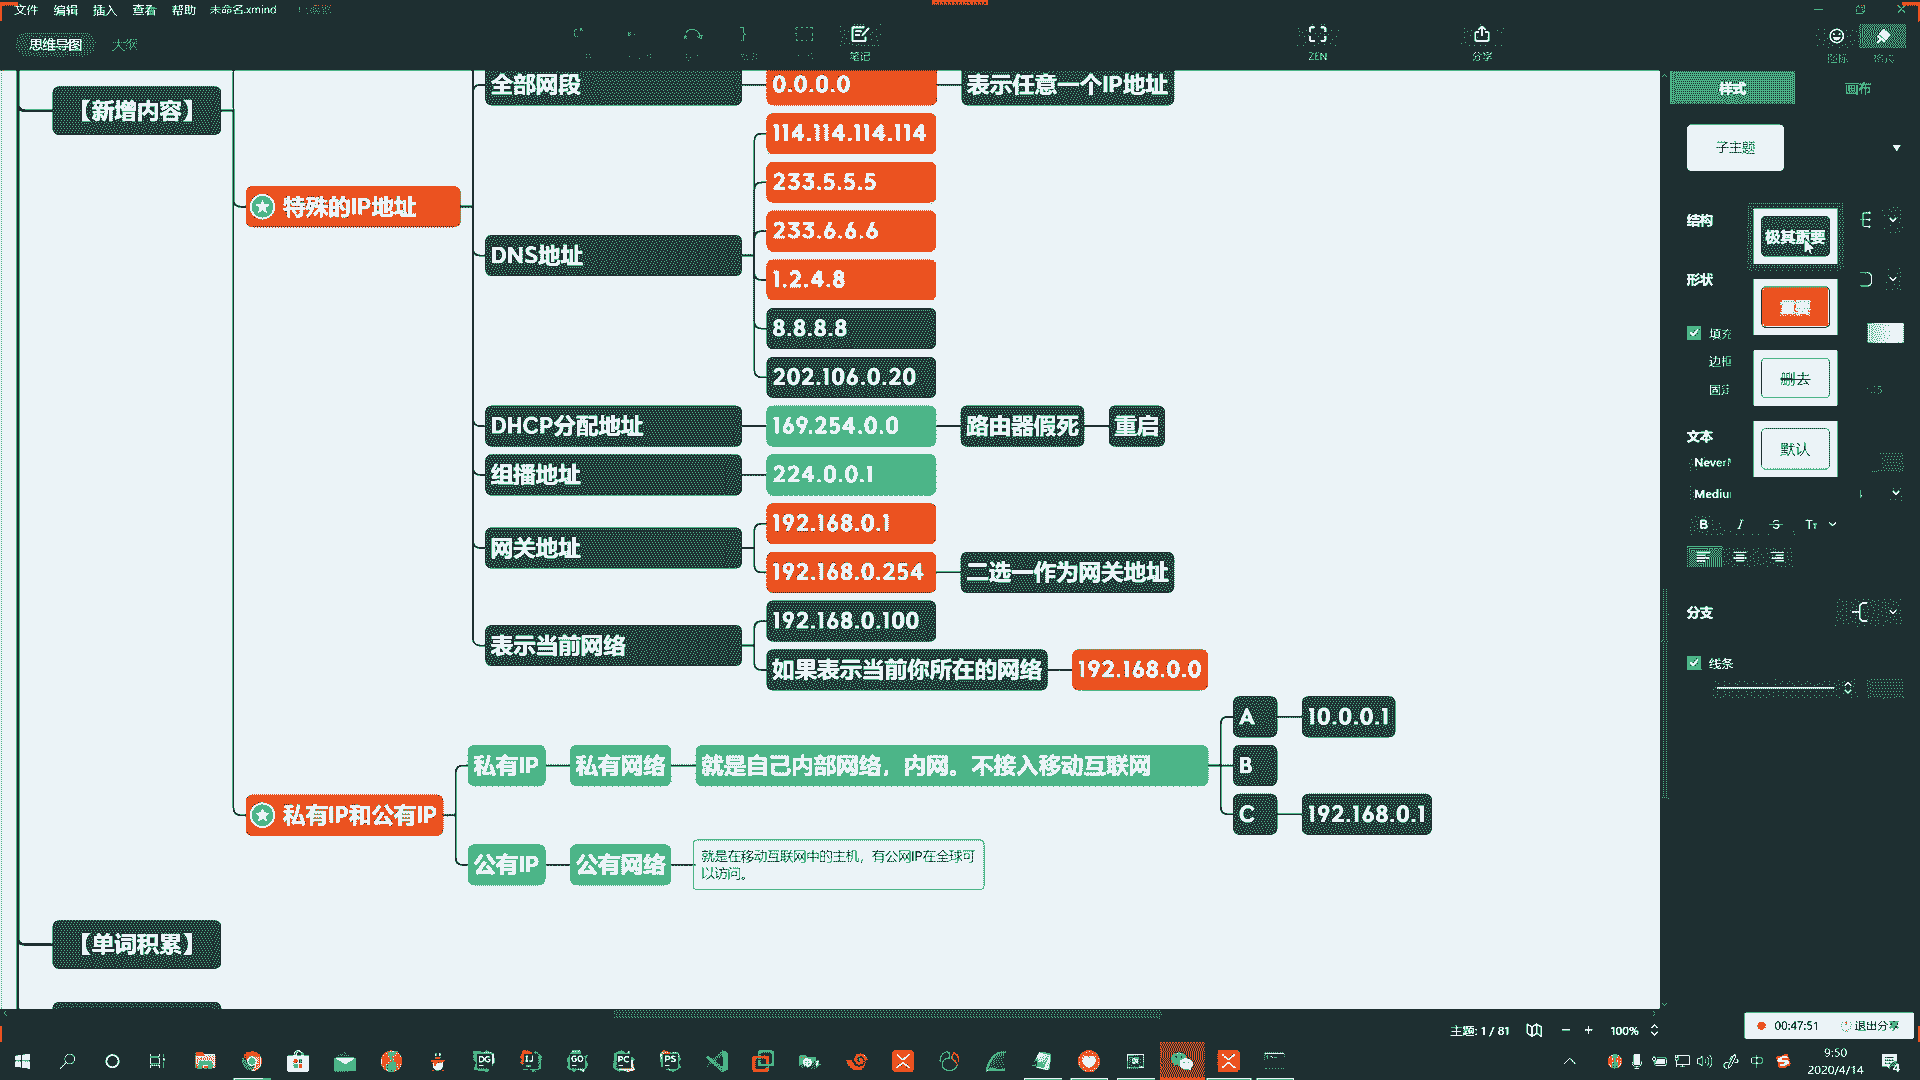 文件 编辑 插入 查看 帮助 未命名.xmind
思维导图 大纲
笔记
ZEN
分享
图标
格式
【新增内容】
特殊的IP地址
全部网段
0.0.0.0
表示任意一个IP地址
DNS地址
114.114.114.114
233.5.5.5
233.6.6.6
1.2.4.8
8.8.8.8
202.106.0.20
DHCP分配地址
169.254.0.0
路由器假死
重启
组播地址
224.0.0.1
网关地址
192.168.0.1
192.168.0.254
二选一作为网关地址
表示当前网络
192.168.0.100
如果表示当前你所在的网络
192.168.0.0
私有IP和公有IP
私有IP
私有网络
就是自己内部网络，内网。不接入移动互联网
A
10.0.0.1
B
C
192.168.0.1
公有IP
公有网络
就是在移动互联网中的主机，有公网IP在全球可
以访问。
【单词积累】
样式
画布
子主题
结构
极其重要
形状
重要
填充
边框
删去
固定
默认
文本
NeverM
Medium
B I S Tт
分支
线条
主题: 1 / 81
100%
00:47:51
退出分享
DG
IJ
GO
PC
PS
中
9:50
2020/4/14